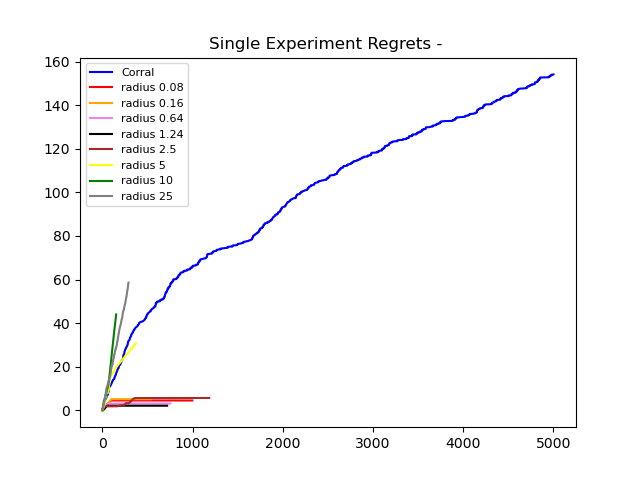 Single Experiment Regrets -
160
140
120
100
80
60
40
20
0
Corral
radius 0.08
radius 0.16
radius 0.64
radius 1.24
radius 2.5
radius 5
radius 10
radius 25
0 1000 2000 3000 4000 5000